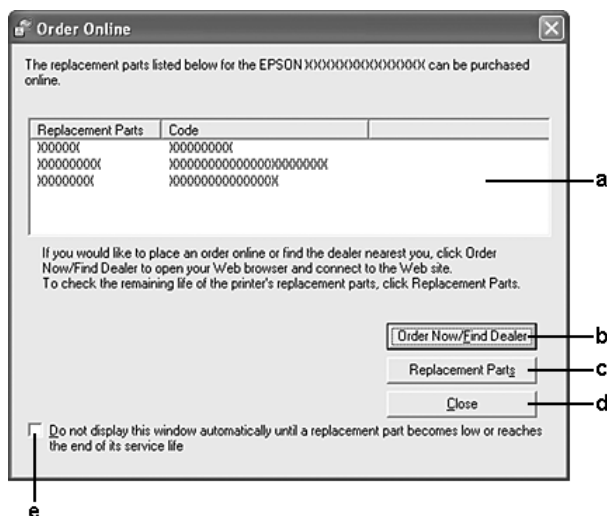 Order Online
The replacement parts listed below for the EPSON XXXXXXXXXXXXXXX can be purchased
online.
Replacement Parts Code
XXXXXX XXXXXXXXX
XXXXXXXXXX XXXXXXXXXXXXXXXXXXXXXXX
XXXXXXXX XXXXXXXXXXXXXXXX
a
If you would like to place an order online or find the dealer nearest you, click Order
Now/Find Dealer to open your Web browser and connect to the Web site.
To check the remaining life of the printer's replacement parts, click Replacement Parts.
Order Now/Find Dealer b
Replacement Parts c
Close d
Do not display this window automatically until a replacement part becomes low or reaches
the end of its service life
e